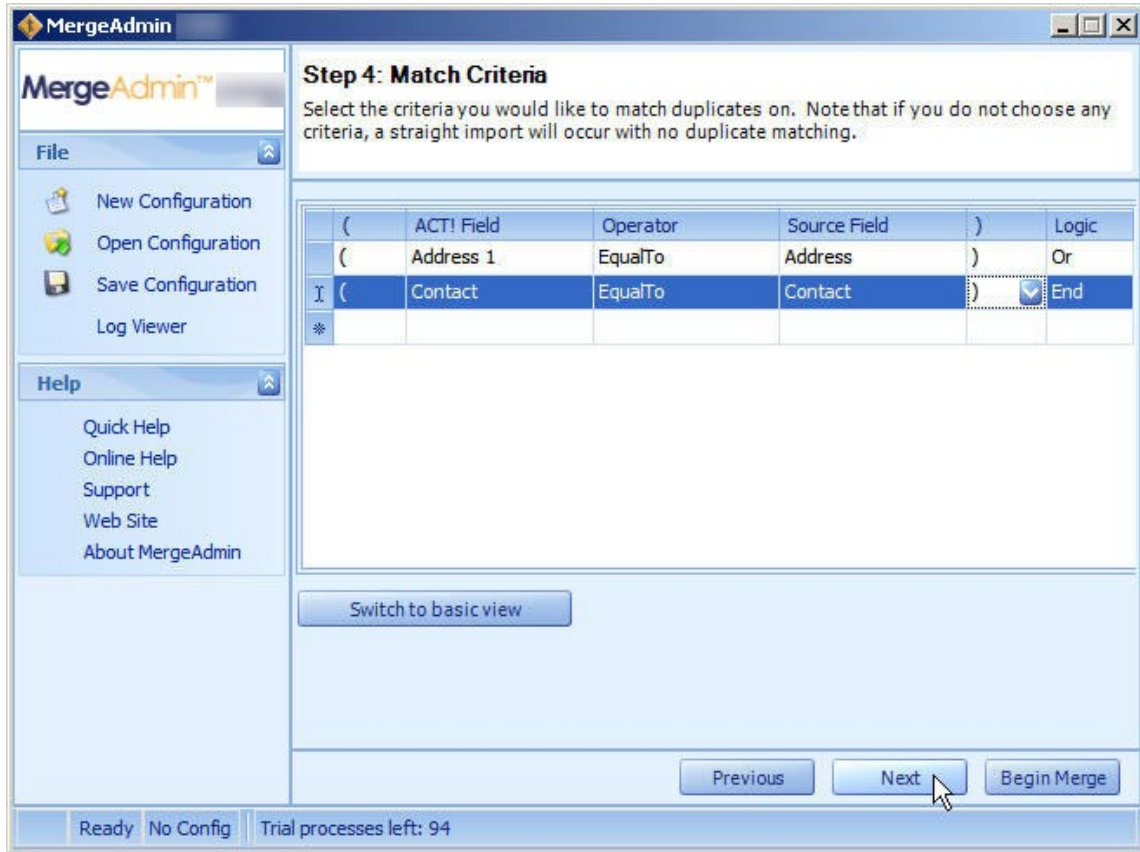 MergeAdmin
MergeAdmin™
Step 4: Match Criteria
Select the criteria you would like to match duplicates on. Note that if you do not choose any
criteria, a straight import will occur with no duplicate matching.
File
New Configuration
Open Configuration
Save Configuration
Log Viewer
Help
Quick Help
Online Help
Support
Web Site
About MergeAdmin
( ACT! Field Operator Source Field ) Logic
( Address 1 EqualTo Address ) Or
( Contact EqualTo Contact ) End
Switch to basic view
Previous Next Begin Merge
Ready No Config Trial processes left: 94